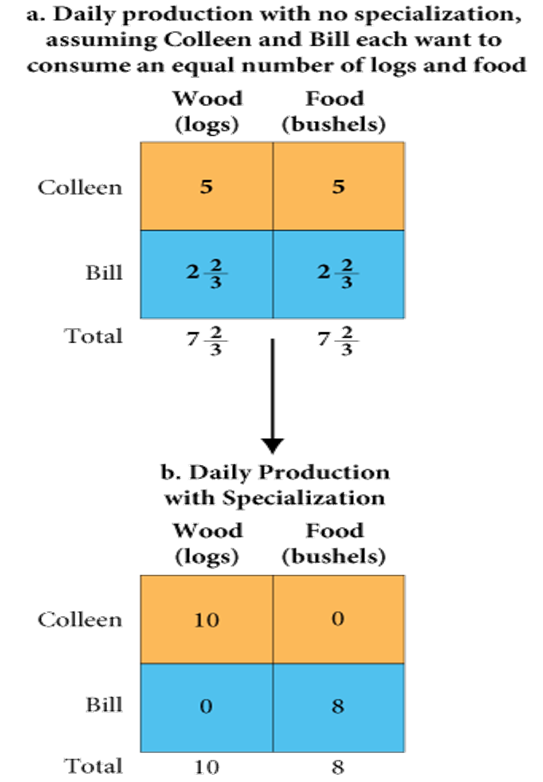 a. Daily production with no specialization,
assuming Colleen and Bill each want to
consume an equal number of logs and food
Wood Food
(logs) (bushels)
Colleen 5 5
Bill 2 2/3 2 2/3
Total 7 2/3 7 2/3
b. Daily Production
with Specialization
Wood Food
(logs) (bushels)
Colleen 10 0
Bill 0 8
Total 10 8